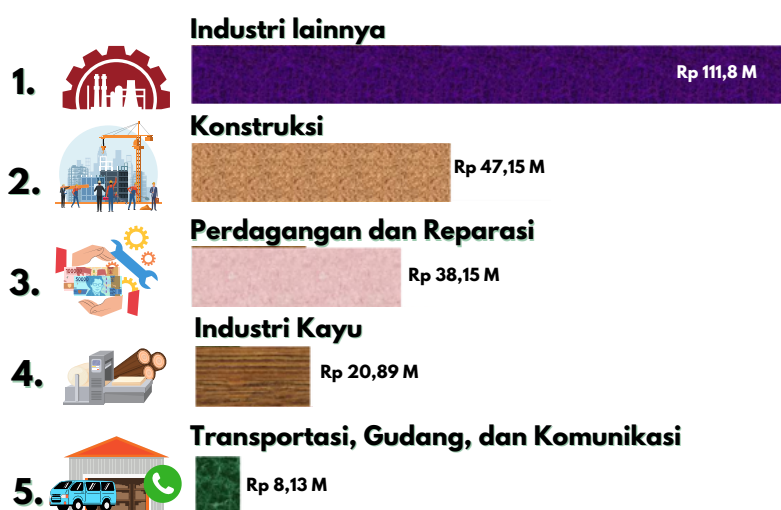 Industri lainnya
1.
Rp 111,8 M
Konstruksi
2.
Rp 47,15 M
Perdagangan dan Reparasi
3.
Rp 38,15 M
Industri Kayu
4.
Rp 20,89 M
Transportasi, Gudang, dan Komunikasi
5.
Rp 8,13 M